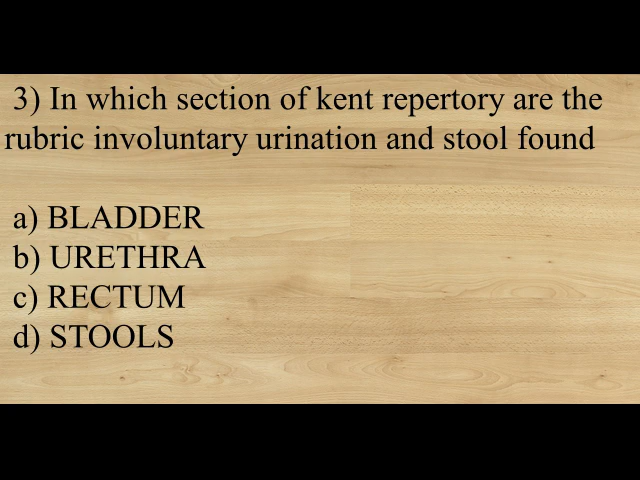 3) In which section of kent repertory are the
rubric involuntary urination and stool found
a) BLADDER
b) URETHRA
c) RECTUM
d) STOOLS